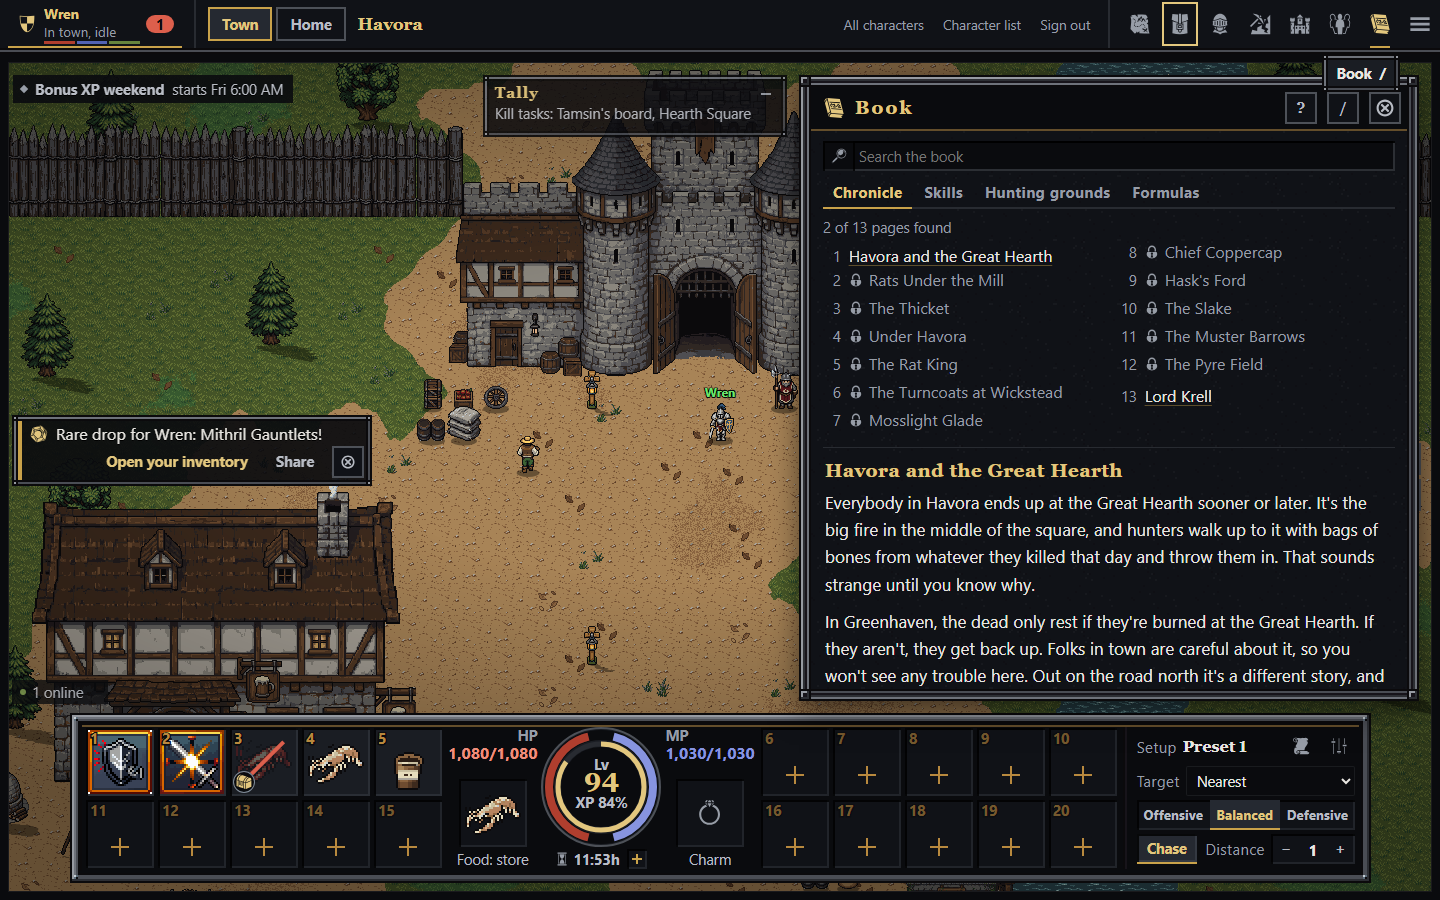 Wren
In town, idle
1
Town
Home
Havora
All characters
Character list
Sign out
Bonus XP weekend starts Fri 6:00 AM
Tally
Kill tasks: Tamsin's board, Hearth Square
Book /
Book
?
/
Search the book
Chronicle
Skills
Hunting grounds
Formulas
2 of 13 pages found
1 Havora and the Great Hearth
2 Rats Under the Mill
3 The Thicket
4 Under Havora
5 The Rat King
6 The Turncoats at Wickstead
7 Mosslight Glade
8 Chief Coppercap
9 Hask's Ford
10 The Slake
11 The Muster Barrows
12 The Pyre Field
13 Lord Krell
Havora and the Great Hearth
Everybody in Havora ends up at the Great Hearth sooner or later. It's the
big fire in the middle of the square, and hunters walk up to it with bags of
bones from whatever they killed that day and throw them in. That sounds
strange until you know why.
In Greenhaven, the dead only rest if they're burned at the Great Hearth. If
they aren't, they get back up. Folks in town are careful about it, so you
won't see any trouble here. Out on the road north it's a different story, and
Wren
Rare drop for Wren: Mithril Gauntlets!
Open your inventory
Share
1 online
1
2
3
4
5
HP
1,080/1,080
Lv
94
XP 84%
MP
1,030/1,030
6
7
8
9
10
11
12
13
14
15
Food: store
11:53h +
Charm
16
17
18
19
20
Setup Preset 1
Target Nearest
Offensive
Balanced
Defensive
Chase
Distance
− 1 +